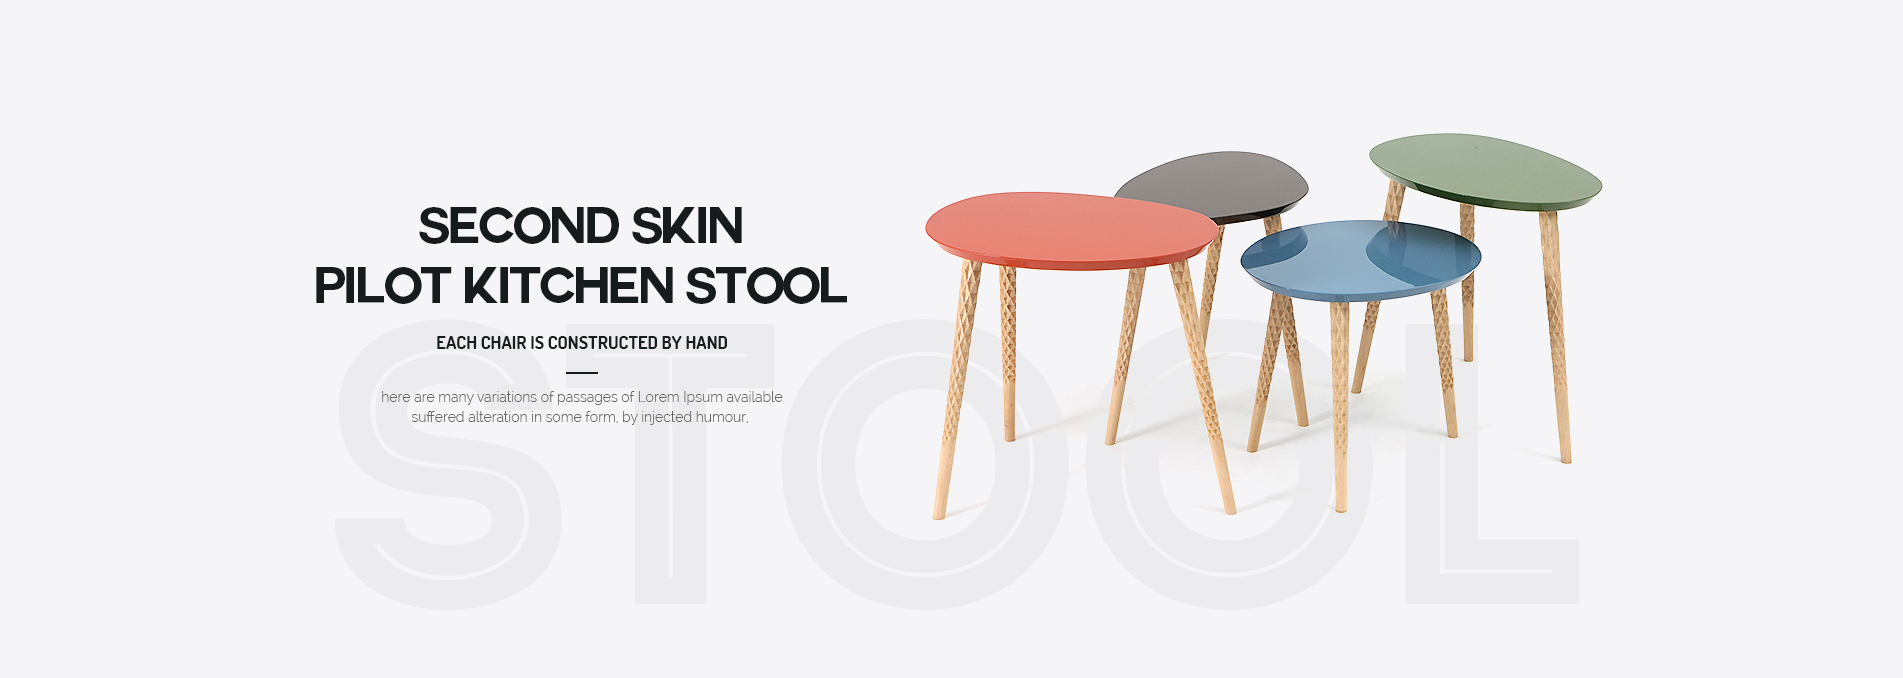 SECOND SKIN
PILOT KITCHEN STOOL
EACH CHAIR IS CONSTRUCTED BY HAND
here are many variations of passages of Lorem Ipsum available
suffered alteration in some form, by injected humour,
STOOL